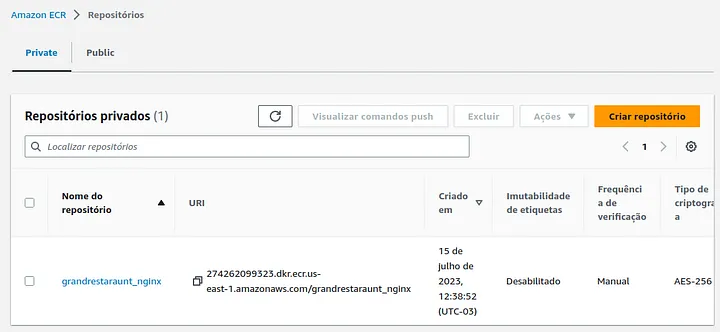 Amazon ECR > Repositórios
Private Public
Repositórios privados (1) Visualizar comandos push Excluir Ações Criar repositório
Localizar repositórios 1
Nome do repositório URI Criado em Imutabilidade de etiquetas Frequênci a de verificação Tipo de criptogra a
grandrestaraunt_nginx 274262099323.dkr.ecr.us-east-1.amazonaws.com/grandrestaraunt_nginx 15 de julho de 2023, 12:38:52 (UTC-03) Desabilitado Manual AES-256